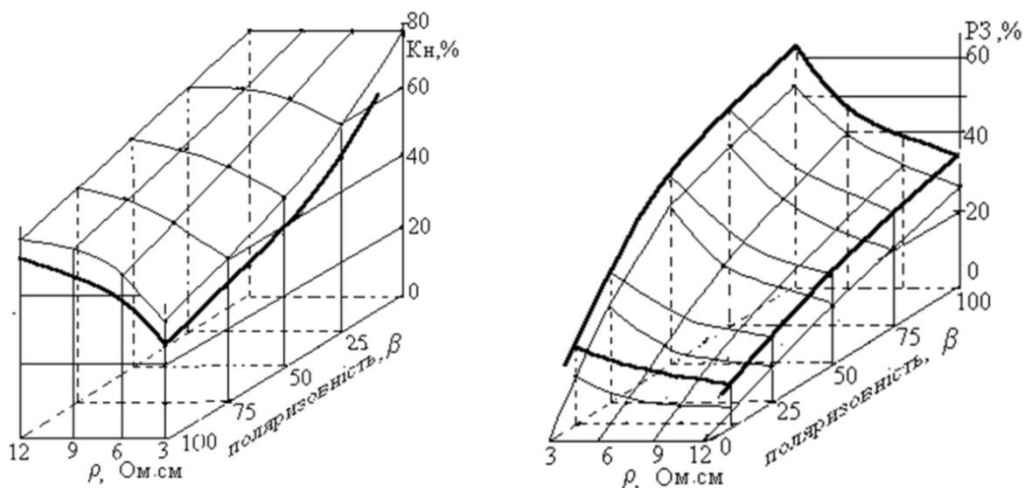 80
Кн,%
60
40
20
0
25
50
75
100
поляризовність, β
12 9 6 3
ρ, Ом.см
РЗ ,%
60
40
20
0
100
75
50
25
0
поляризовність, β
3 6 9 12
ρ, Ом.см